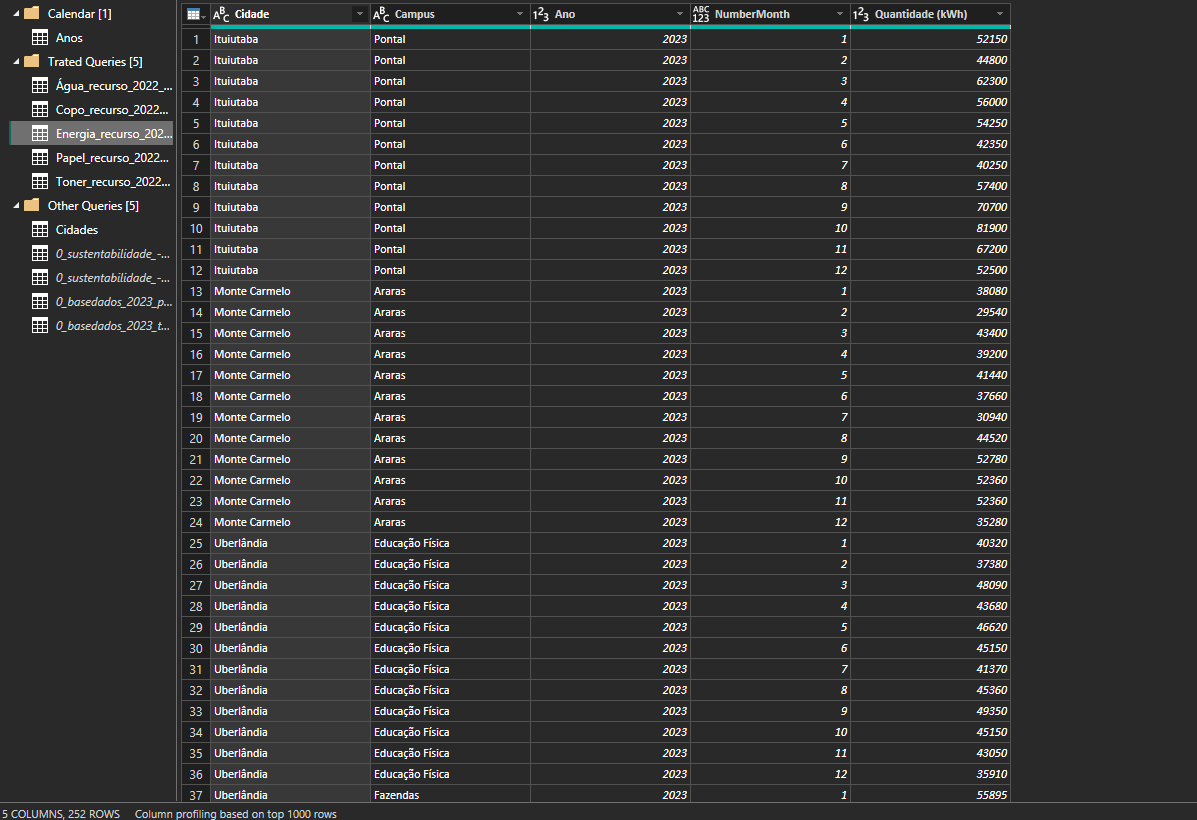 Calendar [1]
Anos
Trated Queries [5]
Água_recurso_2022_...
Copo_recurso_2022...
Energia_recurso_202...
Papel_recurso_2022...
Toner_recurso_2022...
Other Queries [5]
Cidades
0_sustentabilidade_-...
0_sustentabilidade_-...
0_basedados_2023_p...
0_basedados_2023_t...
ABC Cidade ABC Campus 123 Ano ABC 123 NumberMonth 123 Quantidade (kWh)
1 Ituiutaba Pontal 2023 1 52150
2 Ituiutaba Pontal 2023 2 44800
3 Ituiutaba Pontal 2023 3 62300
4 Ituiutaba Pontal 2023 4 56000
5 Ituiutaba Pontal 2023 5 54250
6 Ituiutaba Pontal 2023 6 42350
7 Ituiutaba Pontal 2023 7 40250
8 Ituiutaba Pontal 2023 8 57400
9 Ituiutaba Pontal 2023 9 70700
10 Ituiutaba Pontal 2023 10 81900
11 Ituiutaba Pontal 2023 11 67200
12 Ituiutaba Pontal 2023 12 52500
13 Monte Carmelo Araras 2023 1 38080
14 Monte Carmelo Araras 2023 2 29540
15 Monte Carmelo Araras 2023 3 43400
16 Monte Carmelo Araras 2023 4 39200
17 Monte Carmelo Araras 2023 5 41440
18 Monte Carmelo Araras 2023 6 37660
19 Monte Carmelo Araras 2023 7 30940
20 Monte Carmelo Araras 2023 8 44520
21 Monte Carmelo Araras 2023 9 52780
22 Monte Carmelo Araras 2023 10 52360
23 Monte Carmelo Araras 2023 11 52360
24 Monte Carmelo Araras 2023 12 35280
25 Uberlândia Educação Física 2023 1 40320
26 Uberlândia Educação Física 2023 2 37380
27 Uberlândia Educação Física 2023 3 48090
28 Uberlândia Educação Física 2023 4 43680
29 Uberlândia Educação Física 2023 5 46620
30 Uberlândia Educação Física 2023 6 45150
31 Uberlândia Educação Física 2023 7 41370
32 Uberlândia Educação Física 2023 8 45360
33 Uberlândia Educação Física 2023 9 49350
34 Uberlândia Educação Física 2023 10 45150
35 Uberlândia Educação Física 2023 11 43050
36 Uberlândia Educação Física 2023 12 35910
37 Uberlândia Fazendas 2023 1 55895
5 COLUMNS, 252 ROWS Column profiling based on top 1000 rows